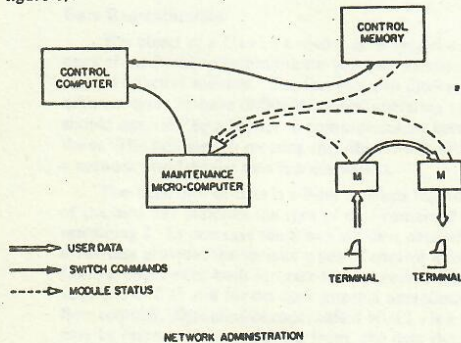 CONTROL
MEMORY
CONTROL
COMPUTER
MAINTENANCE
MICRO-COMPUTER
M
M
USER DATA
SWITCH COMMANDS
MODULE STATUS
TERMINAL
TERMINAL
NETWORK ADMINISTRATION